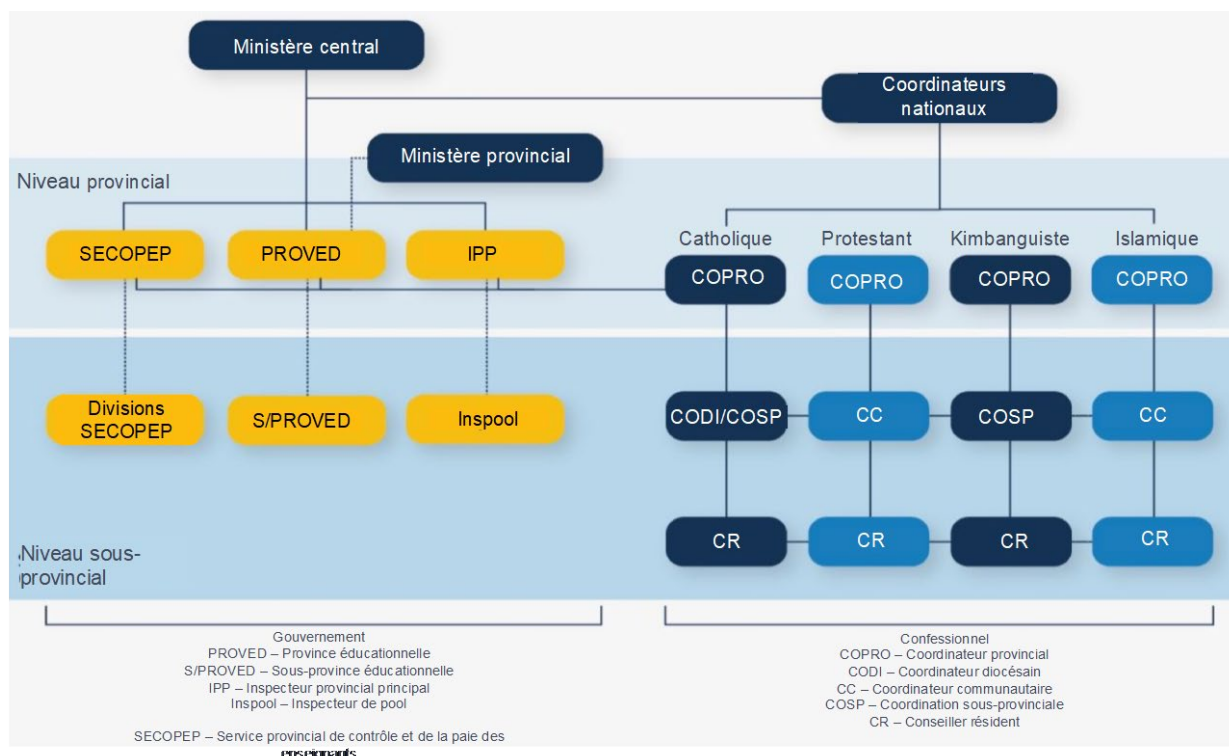 Ministère central
Coordinateurs
nationaux
Ministère provincial
Niveau provincial
Catholique
Protestant
Kimbanguiste
Islamique
SECOPEP
PROVED
IPP
COPRO
COPRO
COPRO
COPRO
Divisions
SECOPEP
S/PROVED
Inspool
CODI/COSP
CC
COSP
CC
CR
CR
CR
CR
Niveau sous-
provincial
Gouvernement
PROVED – Province éducationnelle
S/PROVED – Sous-province éducationnelle
IPP – Inspecteur provincial principal
Inspool – Inspecteur de pool
SECOPEP – Service provincial de contrôle et de la paie des
enseignants
Confessionnel
COPRO – Coordinateur provincial
CODI – Coordinateur diocésain
CC – Coordinateur communautaire
COSP – Coordination sous-provinciale
CR – Conseiller résident